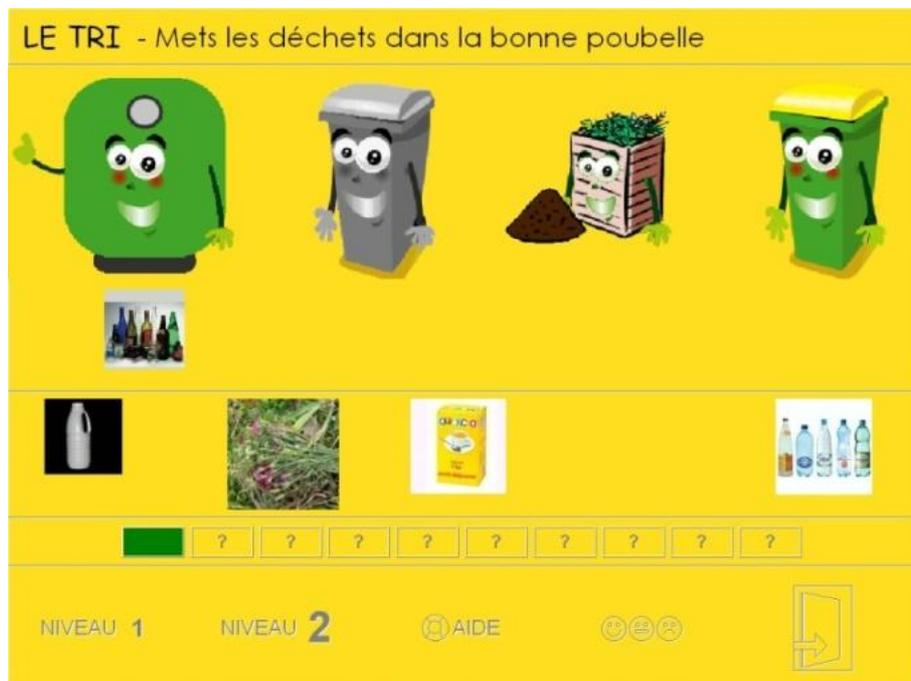 LE TRI - Mets les déchets dans la bonne poubelle
? ? ? ? ? ? ? ? ?
NIVEAU 1 NIVEAU 2 AIDE